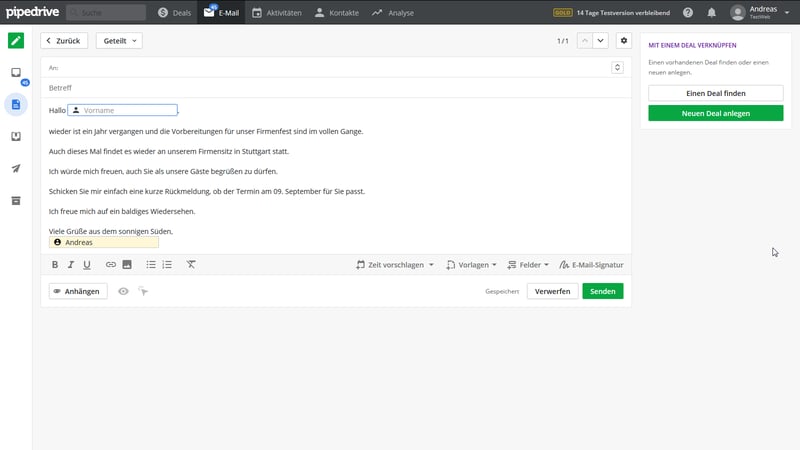 pipedrive
Suche
Deals
45
E-Mail
Aktivitäten
Kontakte
Analyse
GOLD
14 Tage Testversion verbleibend
Andreas
TestWeb
45
Zurück
Geteilt
1 / 1
An:
Betreff
Hallo Vorname ,
wieder ist ein Jahr vergangen und die Vorbereitungen für unser Firmenfest sind im vollen Gange.
Auch dieses Mal findet es wieder an unserem Firmensitz in Stuttgart statt.
Ich würde mich freuen, auch Sie als unsere Gäste begrüßen zu dürfen.
Schicken Sie mir einfach eine kurze Rückmeldung, ob der Termin am 09. September für Sie passt.
Ich freue mich auf ein baldiges Wiedersehen.
Viele Grüße aus dem sonnigen Süden,
Andreas
B I U
Zeit vorschlagen
Vorlagen
Felder
E-Mail-Signatur
Anhängen
Gespeichert
Verwerfen
Senden
MIT EINEM DEAL VERKNÜPFEN
Einen vorhandenen Deal finden oder einen
neuen anlegen.
Einen Deal finden
Neuen Deal anlegen